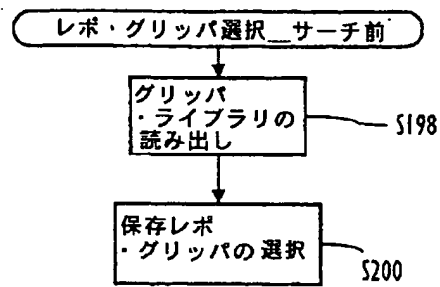 レポ・グリッパ選択__サーチ前
グリッパ
・ライブラリの
読み出し
S198
保存レポ
・グリッパの選択
S200